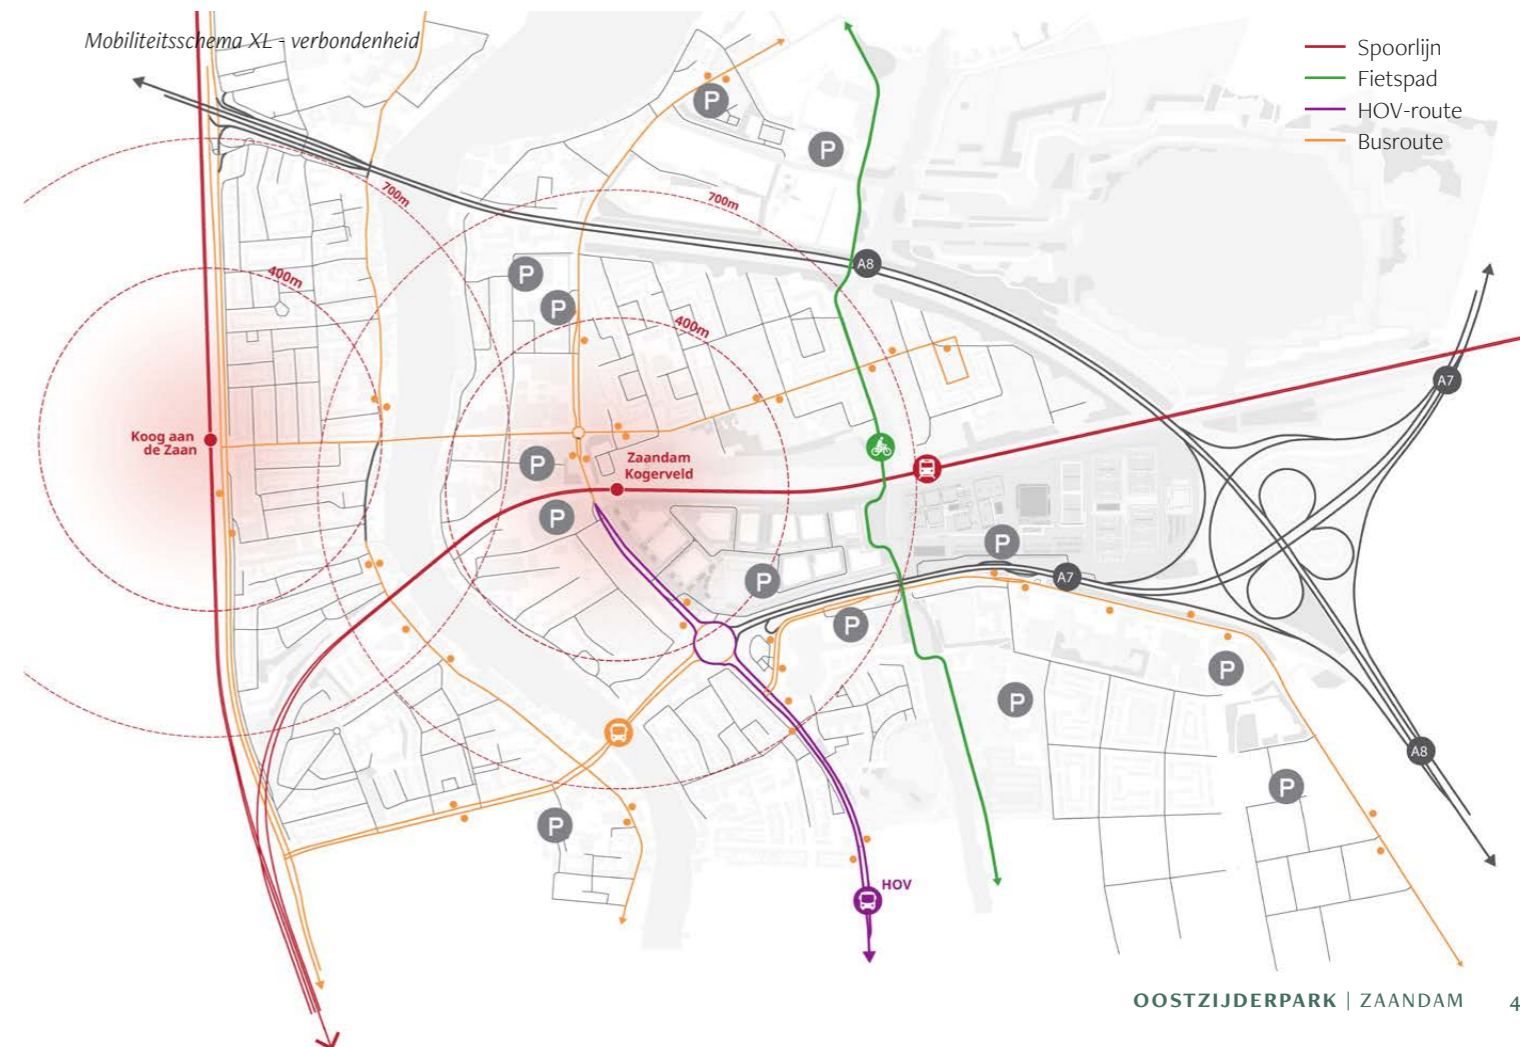 Mobiliteitsschema XL - verbondenheid
Spoorlijn
Fietspad
HOV-route
Busroute
P
P
700m
700m
A8
P
400m
P
400m
A7
Koog aan
de Zaan
Zaandam
Kogerveld
P
P
P
A7
P
P
P
P
A8
P
P
HOV
OOSTZIJDERPARK | ZAANDAM 4